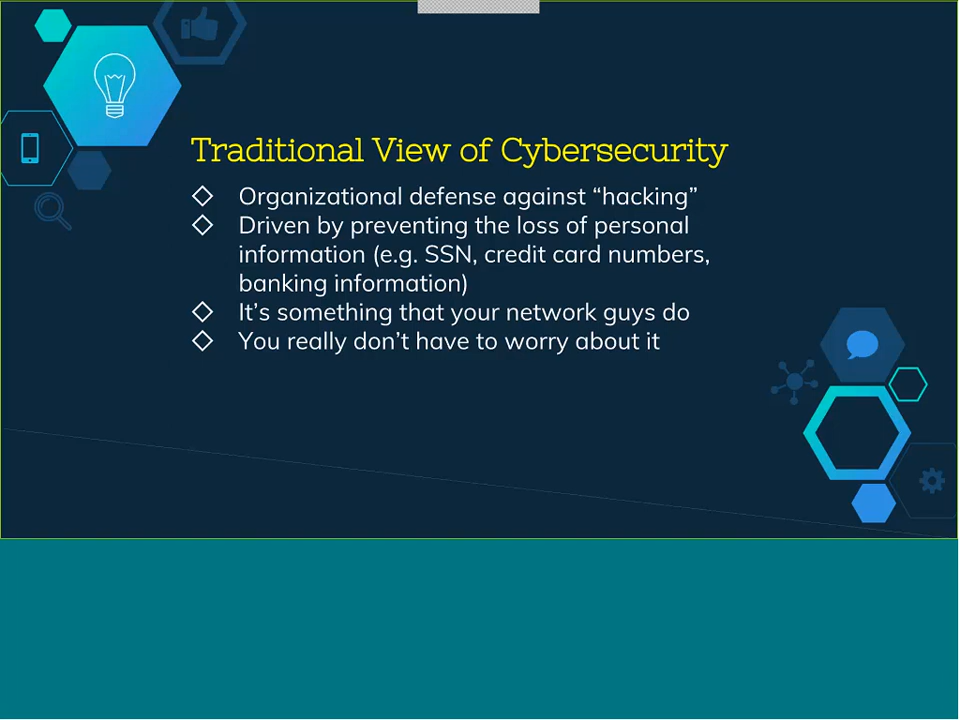 Traditional View of Cybersecurity
Organizational defense against “hacking”
Driven by preventing the loss of personal
information (e.g. SSN, credit card numbers,
banking information)
It’s something that your network guys do
You really don’t have to worry about it